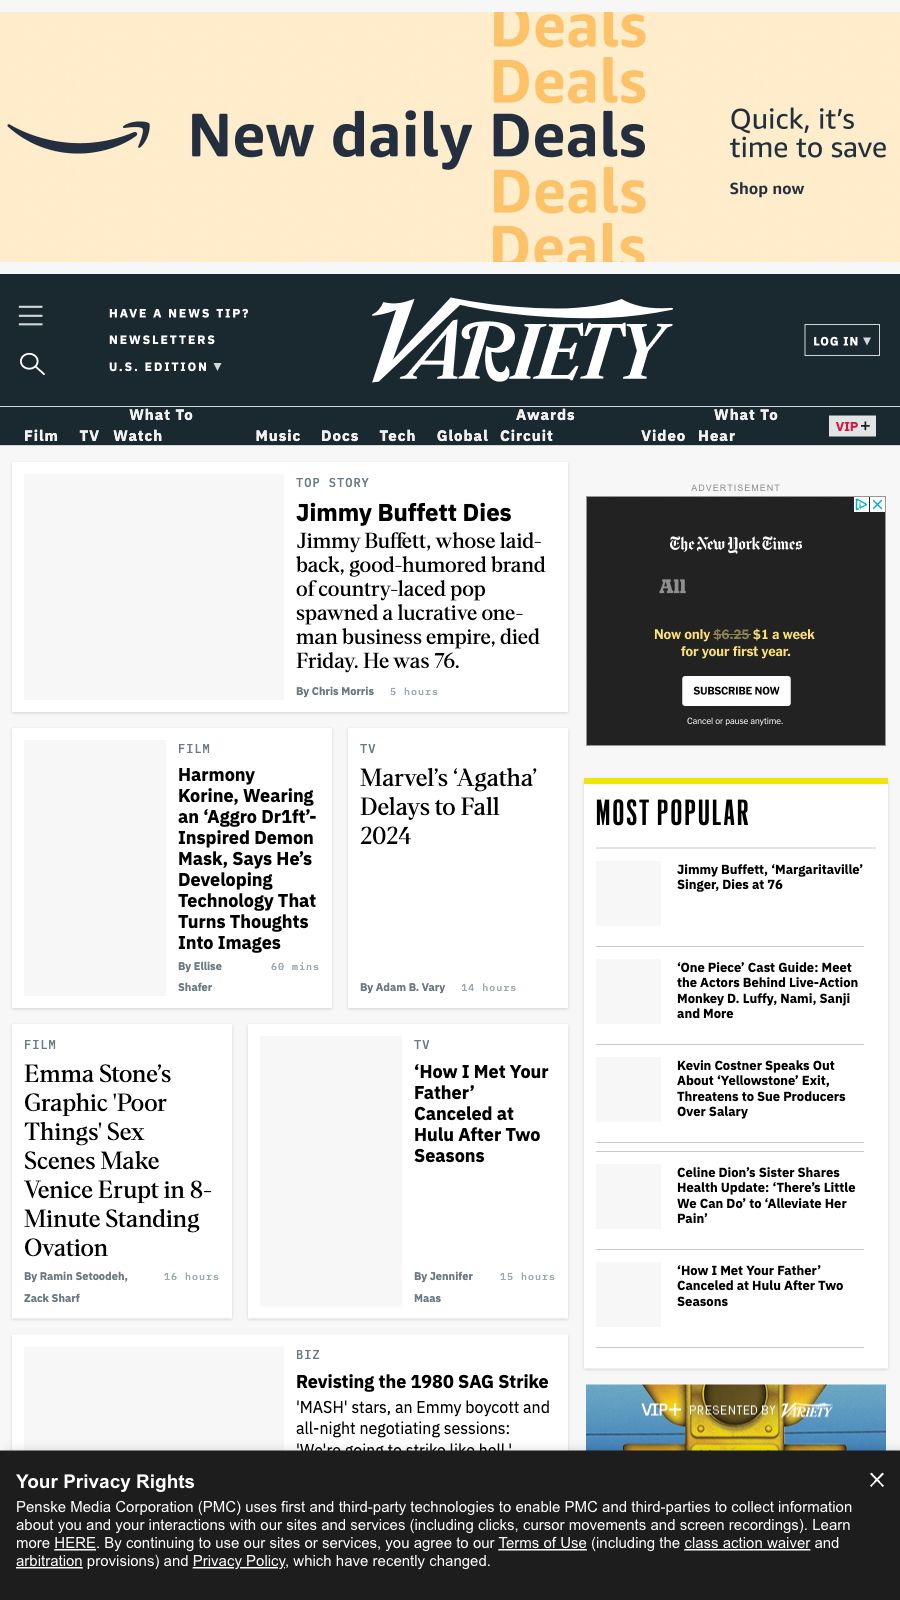 Deals
Deals
New daily Deals
Deals
Deals
Quick, it's
time to save
Shop now
HAVE A NEWS TIP?
NEWSLETTERS
U.S. EDITION ▼
VARIETY
LOG IN ▼
Film TV What To Watch Music Docs Tech Global Awards Circuit Video What To Hear VIP+
TOP STORY
Jimmy Buffett Dies
Jimmy Buffett, whose laid-
back, good-humored brand
of country-laced pop
spawned a lucrative one-
man business empire, died
Friday. He was 76.
By Chris Morris 5 hours
FILM
Harmony
Korine, Wearing
an ‘Aggro Dr1ft’-
Inspired Demon
Mask, Says He’s
Developing
Technology That
Turns Thoughts
Into Images
By Ellise 60 mins
Shafer
TV
Marvel’s ‘Agatha’
Delays to Fall
2024
By Adam B. Vary 14 hours
FILM
Emma Stone’s
Graphic 'Poor
Things' Sex
Scenes Make
Venice Erupt in 8-
Minute Standing
Ovation
By Ramin Setoodeh, 16 hours
Zack Sharf
TV
‘How I Met Your
Father’
Canceled at
Hulu After Two
Seasons
By Jennifer 15 hours
Maas
BIZ
Revisting the 1980 SAG Strike
'MASH' stars, an Emmy boycott and
all-night negotiating sessions:
'We're going to strike like hell.'
ADVERTISEMENT
The New York Times
All
Now only $6.25 $1 a week
for your first year.
SUBSCRIBE NOW
Cancel or pause anytime.
MOST POPULAR
Jimmy Buffett, ‘Margaritaville’
Singer, Dies at 76
‘One Piece’ Cast Guide: Meet
the Actors Behind Live-Action
Monkey D. Luffy, Nami, Sanji
and More
Kevin Costner Speaks Out
About ‘Yellowstone’ Exit,
Threatens to Sue Producers
Over Salary
Celine Dion’s Sister Shares
Health Update: ‘There’s Little
We Can Do’ to ‘Alleviate Her
Pain’
‘How I Met Your Father’
Canceled at Hulu After Two
Seasons
VIP+ PRESENTED BY VARIETY
Your Privacy Rights
Penske Media Corporation (PMC) uses first and third-party technologies to enable PMC and third-parties to collect information
about you and your interactions with our sites and services (including clicks, cursor movements and screen recordings). Learn
more HERE. By continuing to use our sites or services, you agree to our Terms of Use (including the class action waiver and
arbitration provisions) and Privacy Policy, which have recently changed.